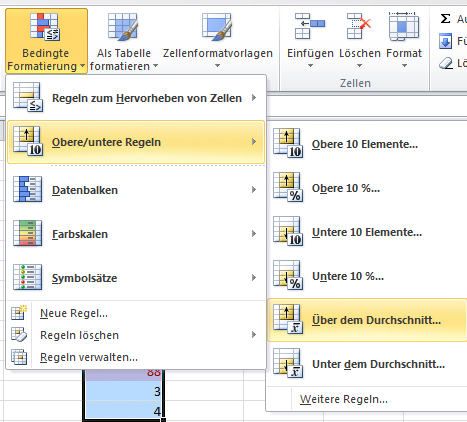 Bedingte Formatierung
Als Tabelle formatieren
Zellenformatvorlagen
Einfügen
Löschen
Format
Zellen
Σ Au
Fül
Lö
Regeln zum Hervorheben von Zellen
Obere/untere Regeln
Datenbalken
Farbskalen
Symbolsätze
Neue Regel...
Regeln löschen
Regeln verwalten...
Obere 10 Elemente...
Obere 10 %...
Untere 10 Elemente...
Untere 10 %...
Über dem Durchschnitt...
Unter dem Durchschnitt...
Weitere Regeln...
88
3
4